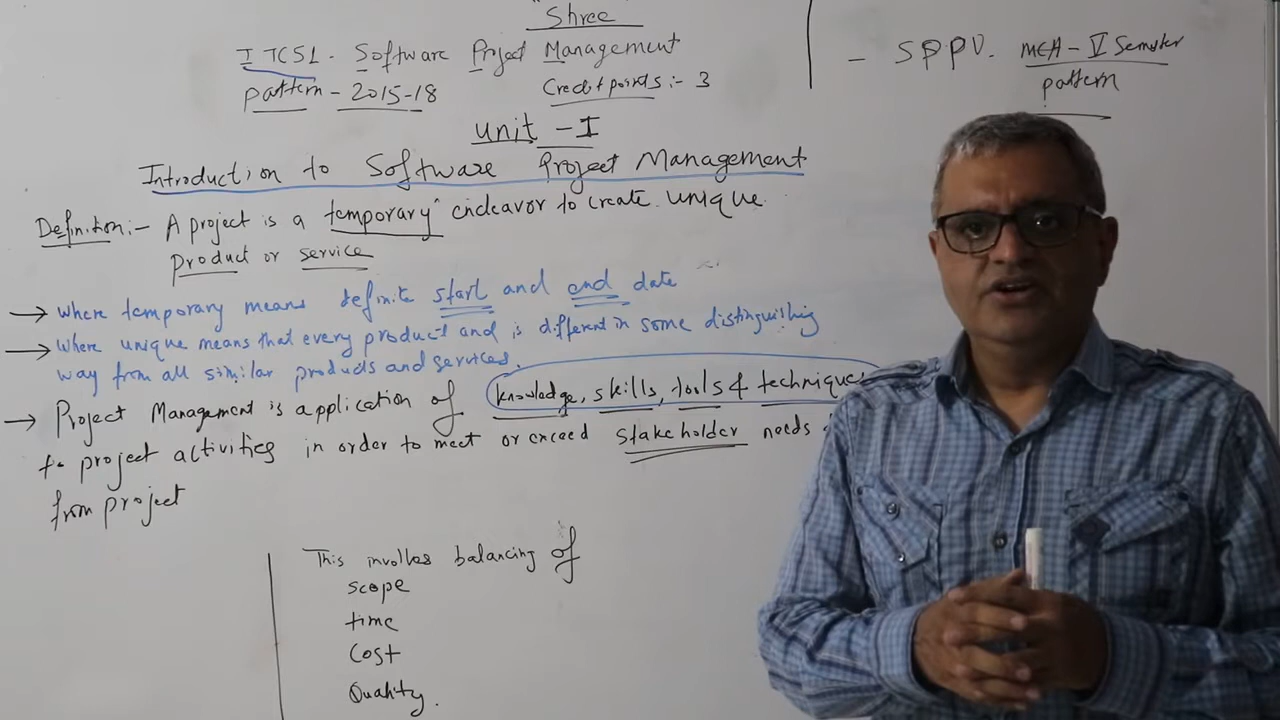 "Shree"
ITCS1. Software Project Management
pattern - 2015-18 Credit points :- 3
- SPPU. MCA - V Semster
pattern
Unit - I
Introduction to Software Project Management
Definition:- A project is a "temporary" endeavor to create unique
product or service
→ where temporary means definite start and end date
→ where unique means that every product and is different in some distinguishing
way from all similar products and services.
→ Project Management is application of knowledge, skills, tools & techniques
to project activities in order to meet or exceed stakeholder needs
from project
This involves balancing of
scope
time
Cost
Quality.